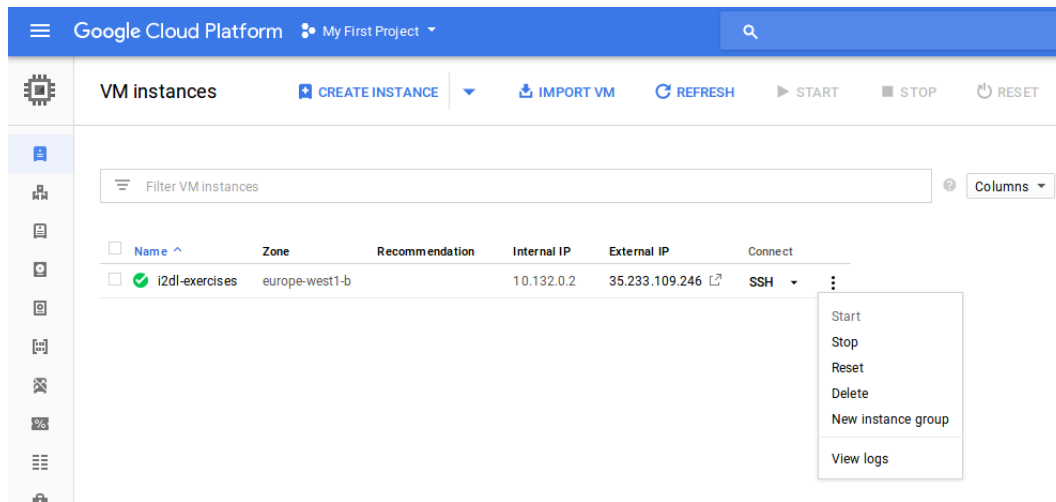 Google Cloud Platform My First Project
VM instances CREATE INSTANCE IMPORT VM REFRESH START STOP RESET
Filter VM instances Columns
Name Zone Recommendation Internal IP External IP Connect
i2dl-exercises europe-west1-b 10.132.0.2 35.233.109.246 SSH
Start
Stop
Reset
Delete
New instance group
View logs